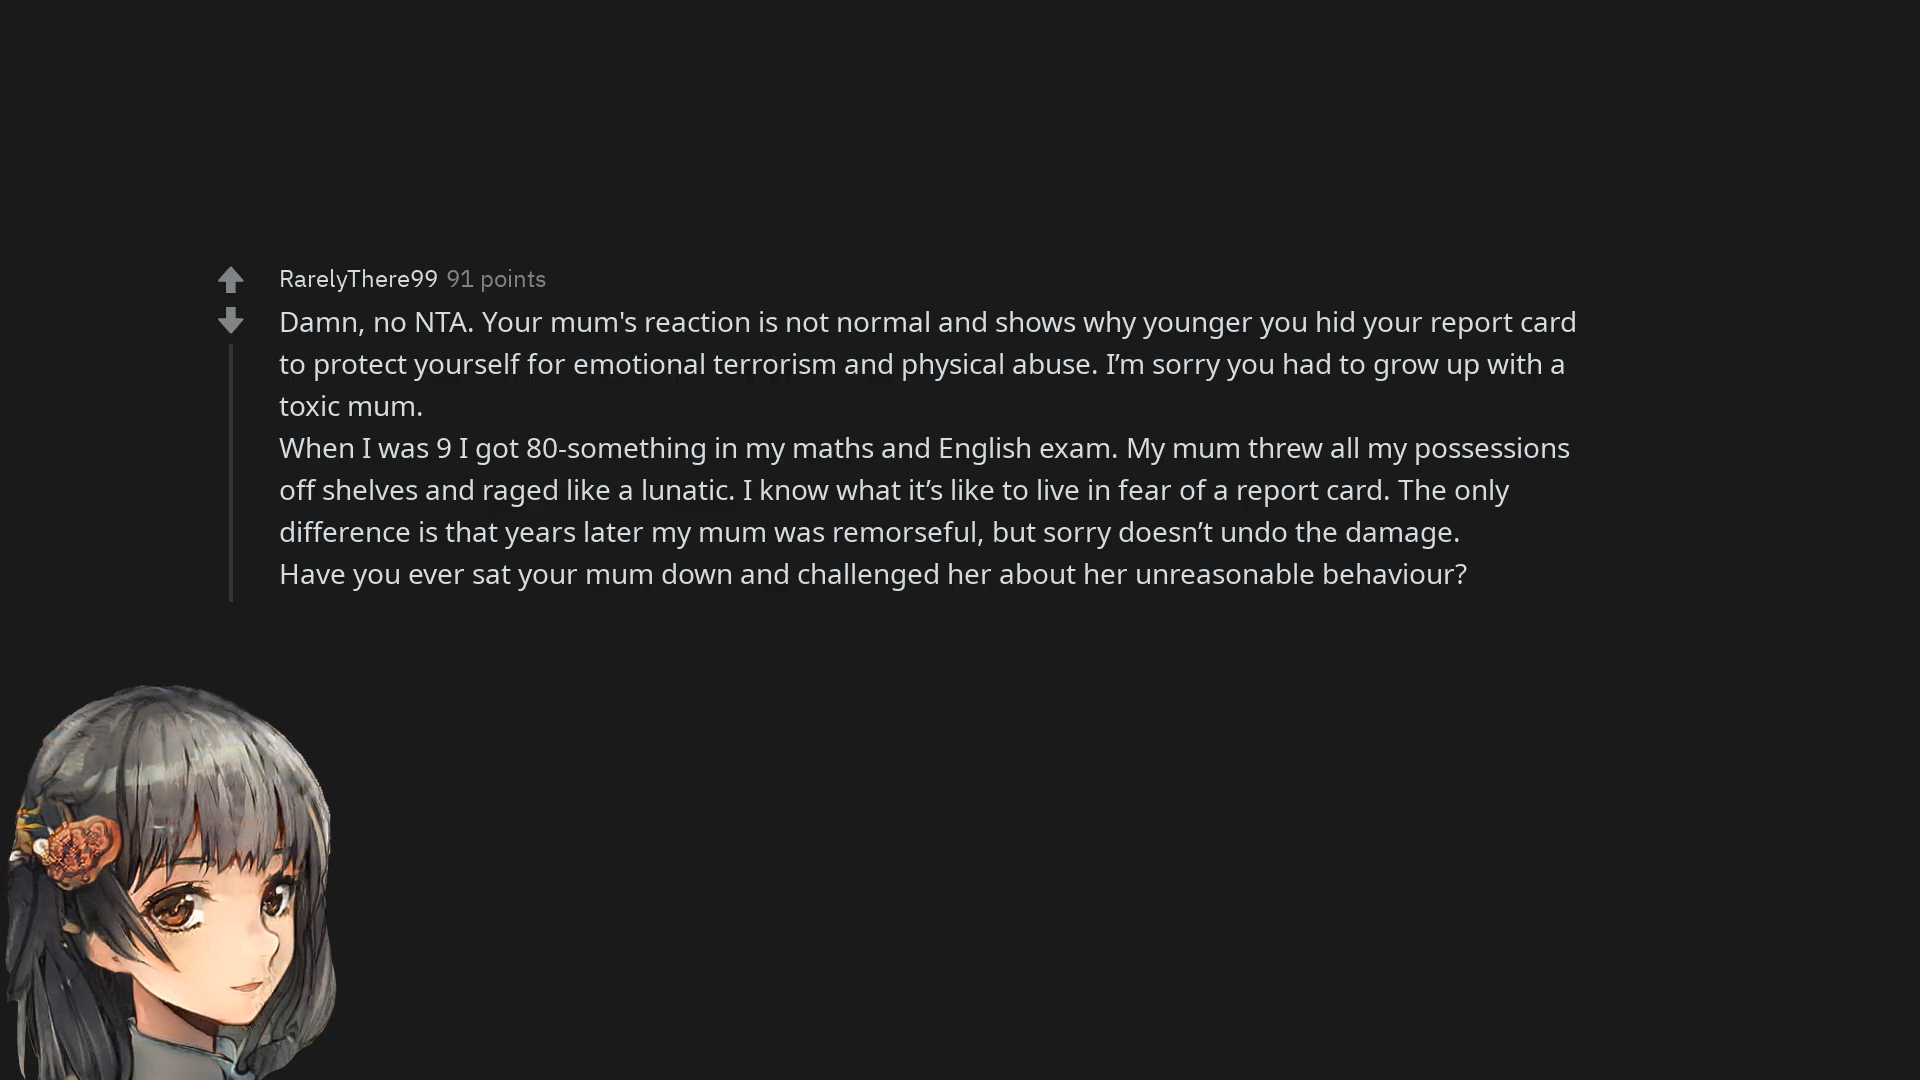 RarelyThere99 91 points
Damn, no NTA. Your mum's reaction is not normal and shows why younger you hid your report card
to protect yourself for emotional terrorism and physical abuse. I’m sorry you had to grow up with a
toxic mum.
When I was 9 I got 80-something in my maths and English exam. My mum threw all my possessions
off shelves and raged like a lunatic. I know what it’s like to live in fear of a report card. The only
difference is that years later my mum was remorseful, but sorry doesn’t undo the damage.
Have you ever sat your mum down and challenged her about her unreasonable behaviour?